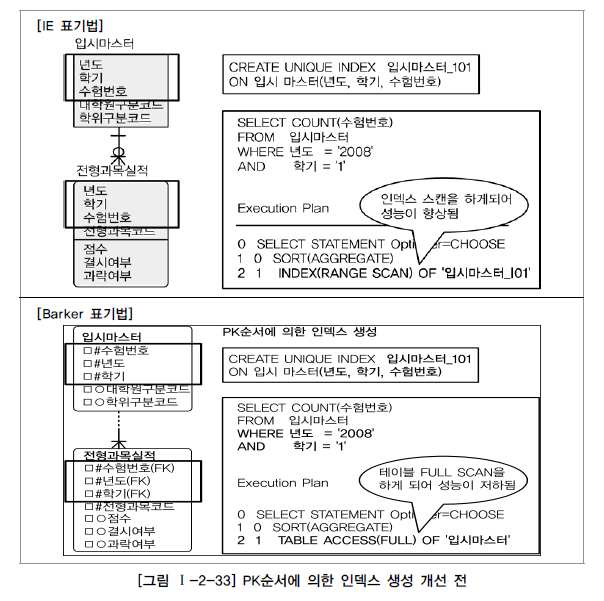 [IE 표기법]
입시마스터
년도
학기
수험번호
대학원구분코드
학위구분코드
CREATE UNIQUE INDEX 입시마스터_101
ON 입시 마스터(년도, 학기, 수험번호)
전형과목실적
년도
학기
수험번호
전형과목코드
점수
결시여부
과락여부
SELECT COUNT(수험번호)
FROM 입시마스터
WHERE 년도 = '2008'
AND 학기 = '1'
인덱스 스캔을 하게되어
성능이 향상됨
Execution Plan
0 SELECT STATEMENT Opti er=CHOOSE
1 0 SORT(AGGREGATE)
2 1 INDEX(RANGE SCAN) OF '입시마스터_I01'
[Barker 표기법]
입시마스터
□#수험번호
□#년도
□#학기
□○대학원구분코드
□○학위구분코드
PK순서에 의한 인덱스 생성
CREATE UNIQUE INDEX 입시마스터_101
ON 입시 마스터(년도, 학기, 수험번호)
전형과목실적
□#수험번호(FK)
□#년도(FK)
□#학기(FK)
□#전형과목코드
□○점수
□○결시여부
□○과락여부
SELECT COUNT(수험번호)
FROM 입시마스터
WHERE 년도 = '2008'
AND 학기 = '1'
테이블 FULL SCAN을
하게 되어 성능이 저하됨
Execution Plan
0 SELECT STATEMENT Opti er=CHOOSE
1 0 SORT(AGGREGATE)
2 1 TABLE ACCESS(FULL) OF '입시마스터'
[그림 Ⅰ-2-33] PK순서에 의한 인덱스 생성 개선 전